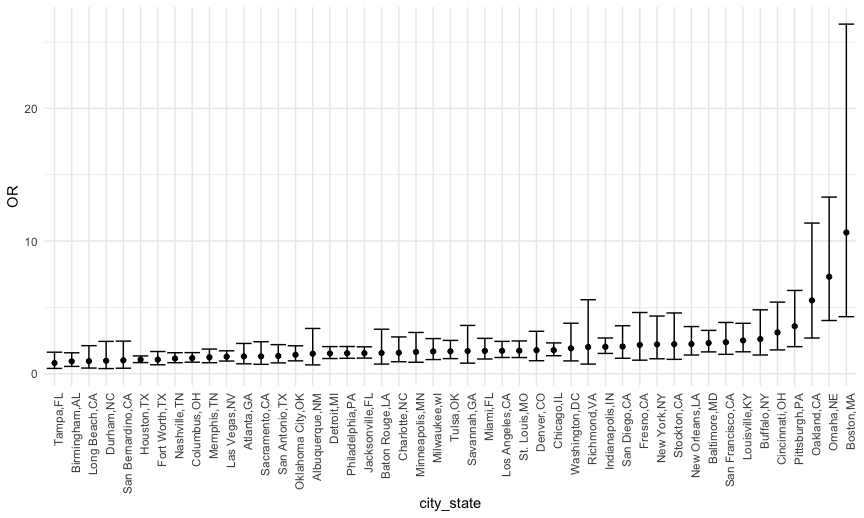 OR
20
10
0
Tampa,FL
Birmingham,AL
Long Beach,CA
Durham,NC
San Bernardino,CA
Houston,TX
Fort Worth,TX
Nashville,TN
Columbus,OH
Memphis,TN
Las Vegas,NV
Atlanta,GA
Sacramento,CA
San Antonio,TX
Oklahoma City,OK
Albuquerque,NM
Detroit,MI
Philadelphia,PA
Jacksonville,FL
Baton Rouge,LA
Charlotte,NC
Minneapolis,MN
Milwaukee,wI
Tulsa,OK
Savannah,GA
Miami,FL
Los Angeles,CA
St. Louis,MO
Denver,CO
Chicago,IL
Washington,DC
Richmond,VA
Indianapolis,IN
San Diego,CA
Fresno,CA
New York,NY
Stockton,CA
New Orleans,LA
Baltimore,MD
San Francisco,CA
Louisville,KY
Buffalo,NY
Cincinnati,OH
Pittsburgh,PA
Oakland,CA
Omaha,NE
Boston,MA
city_state